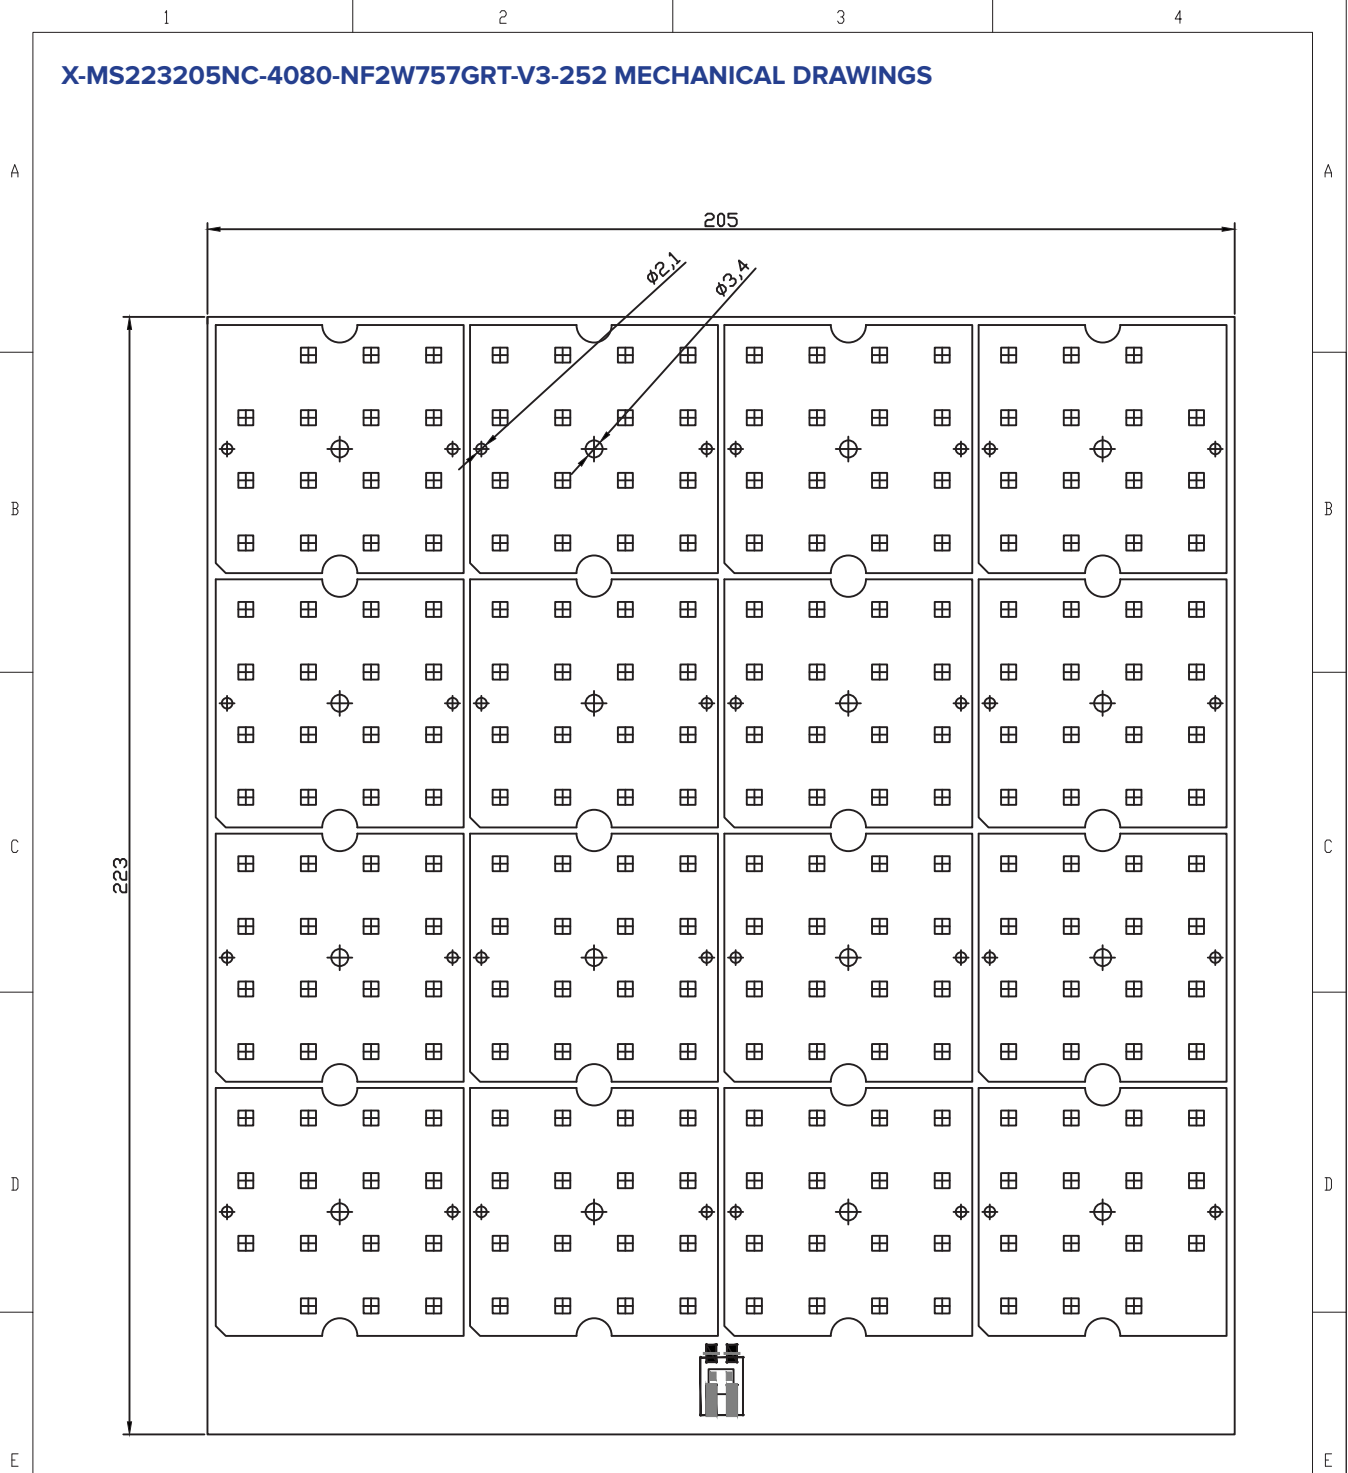 1 2 3 4
X-MS223205NC-4080-NF2W757GRT-V3-252 MECHANICAL DRAWINGS
A A
205
Ø2,1 Ø3,4
B B
C C
223
D D
E E